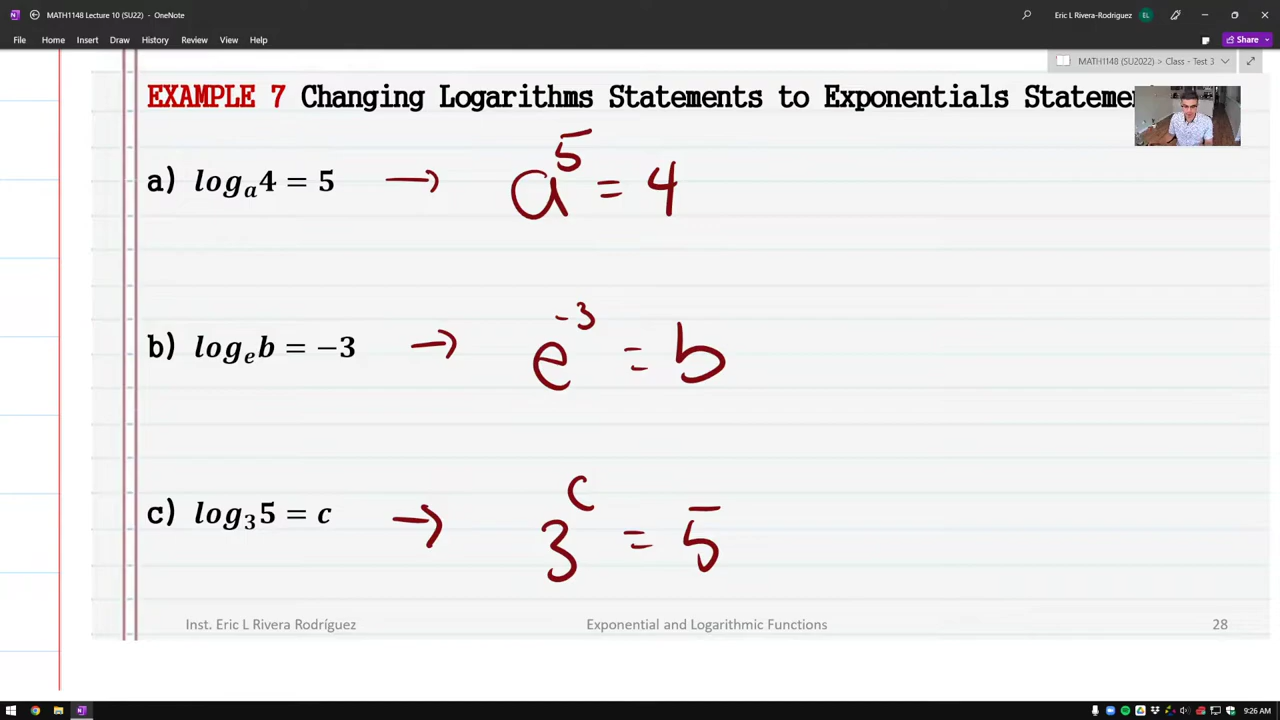 MATH1148 Lecture 10 (SU22) - OneNote
Eric L Rivera-Rodriguez EL
File Home Insert Draw History Review View Help
Share
MATH1148 (SU2022) > Class - Test 3
EXAMPLE 7 Changing Logarithms Statements to Exponentials Statem
a) log_a 4 = 5 → a^5 = 4
b) log_e b = −3 → e^-3 = b
c) log_3 5 = c → 3^c = 5
Inst. Eric L Rivera Rodríguez Exponential and Logarithmic Functions 28
9:26 AM